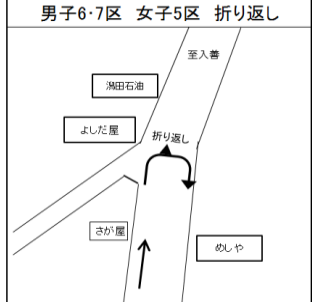 男子6・7区 女子5区 折り返し
至入善
潟田石油
よしだ屋
折り返し
さが屋
めしや